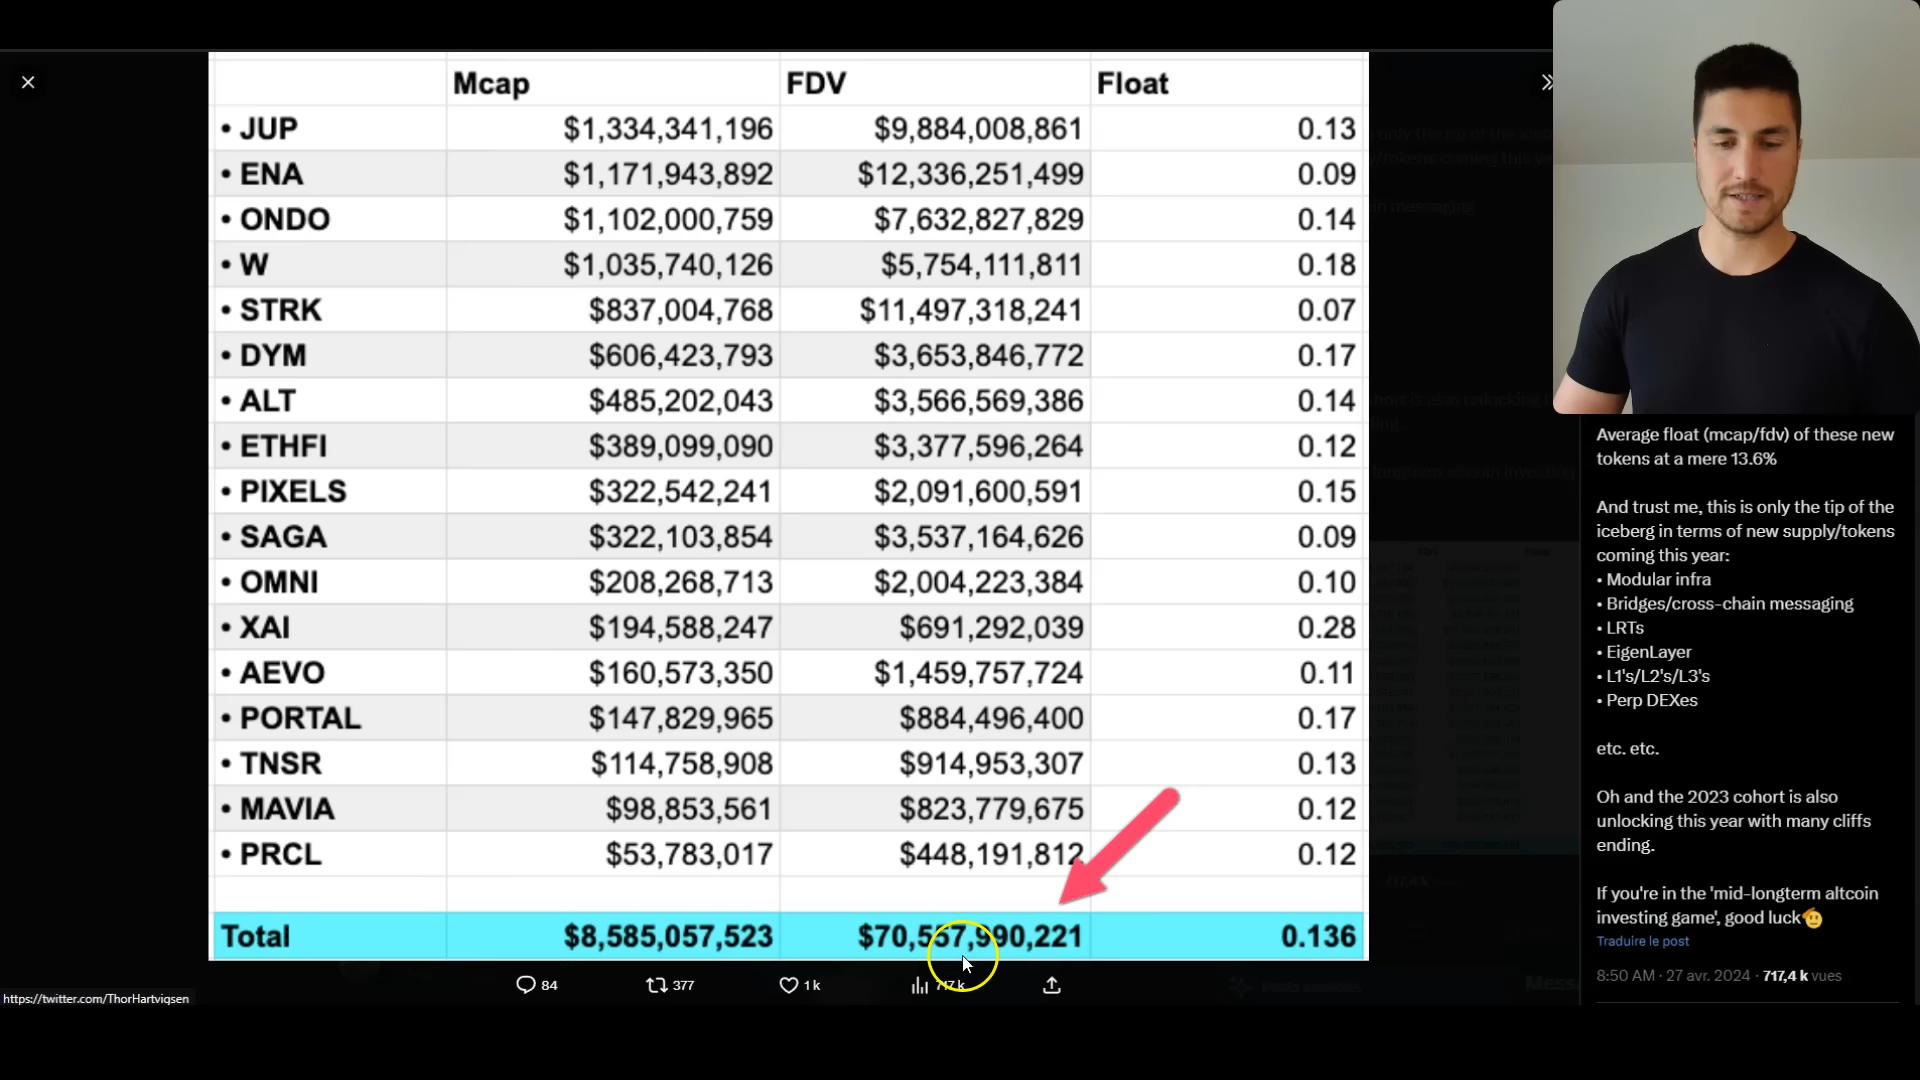 Mcap FDV Float
• JUP $1,334,341,196 $9,884,008,861 0.13
• ENA $1,171,943,892 $12,336,251,499 0.09
• ONDO $1,102,000,759 $7,632,827,829 0.14
• W $1,035,740,126 $5,754,111,811 0.18
• STRK $837,004,768 $11,497,318,241 0.07
• DYM $606,423,793 $3,653,846,772 0.17
• ALT $485,202,043 $3,566,569,386 0.14
• ETHFI $389,099,090 $3,377,596,264 0.12
• PIXELS $322,542,241 $2,091,600,591 0.15
• SAGA $322,103,854 $3,537,164,626 0.09
• OMNI $208,268,713 $2,004,223,384 0.10
• XAI $194,588,247 $691,292,039 0.28
• AEVO $160,573,350 $1,459,757,724 0.11
• PORTAL $147,829,965 $884,496,400 0.17
• TNSR $114,758,908 $914,953,307 0.13
• MAVIA $98,853,561 $823,779,675 0.12
• PRCL $53,783,017 $448,191,812 0.12
Total $8,585,057,523 $70,557,990,221 0.136
84 377 1 k 717 k
https://twitter.com/ThorHartvigsen
Average float (mcap/fdv) of these new
tokens at a mere 13.6%
And trust me, this is only the tip of the
iceberg in terms of new supply/tokens
coming this year:
• Modular infra
• Bridges/cross-chain messaging
• LRTs
• EigenLayer
• L1's/L2's/L3's
• Perp DEXes
etc. etc.
Oh and the 2023 cohort is also
unlocking this year with many cliffs
ending.
If you're in the 'mid-longterm altcoin
investing game', good luck🫡
Traduire le post
8:50 AM · 27 avr. 2024 · 717,4 k vues